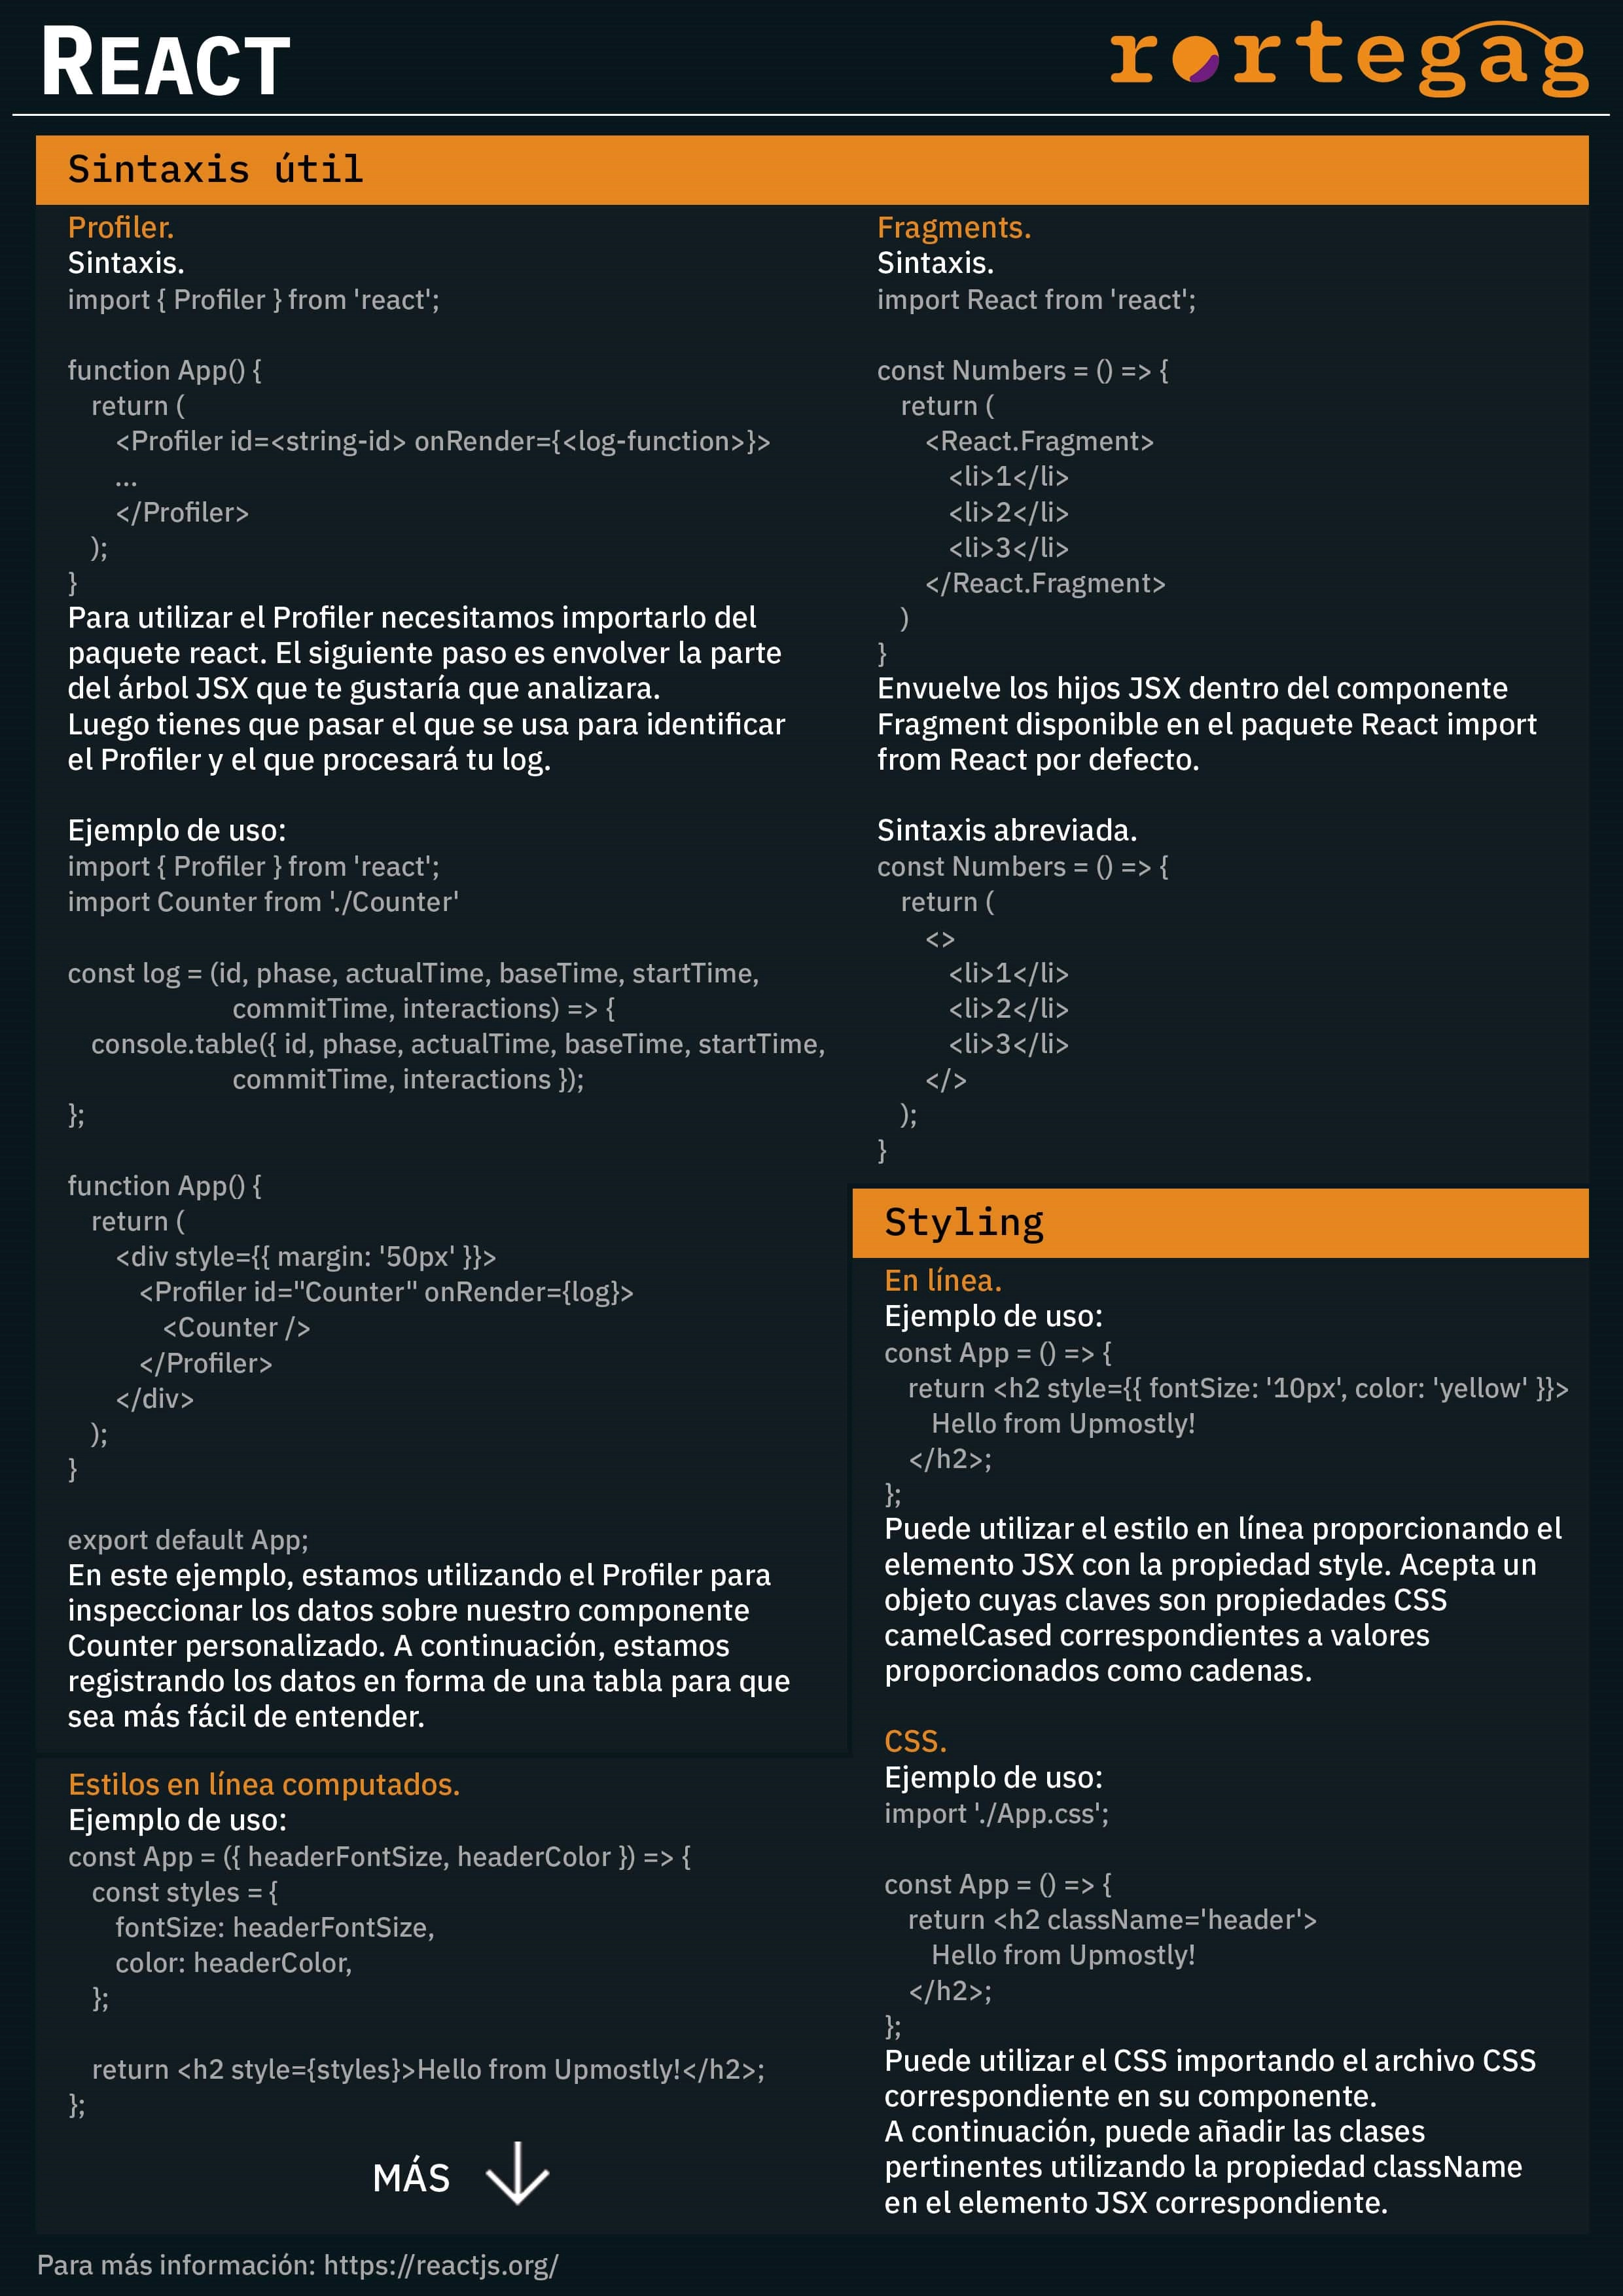 REACT
rortegag
Sintaxis útil
Profiler.
Sintaxis.
import { Profiler } from 'react';

function App() {
   return (
      <Profiler id=<string-id> onRender={<log-function>}>
      ...
      </Profiler>
   );
}
Para utilizar el Profiler necesitamos importarlo del
paquete react. El siguiente paso es envolver la parte
del árbol JSX que te gustaría que analizara.
Luego tienes que pasar el que se usa para identificar
el Profiler y el que procesará tu log.

Ejemplo de uso:
import { Profiler } from 'react';
import Counter from './Counter'

const log = (id, phase, actualTime, baseTime, startTime,
                     commitTime, interactions) => {
   console.table({ id, phase, actualTime, baseTime, startTime,
                     commitTime, interactions });
};

function App() {
   return (
      <div style={{ margin: '50px' }}>
         <Profiler id="Counter" onRender={log}>
            <Counter />
         </Profiler>
      </div>
   );
}

export default App;
En este ejemplo, estamos utilizando el Profiler para
inspeccionar los datos sobre nuestro componente
Counter personalizado. A continuación, estamos
registrando los datos en forma de una tabla para que
sea más fácil de entender.

Fragments.
Sintaxis.
import React from 'react';

const Numbers = () => {
   return (
      <React.Fragment>
         <li>1</li>
         <li>2</li>
         <li>3</li>
      </React.Fragment>
   )
}
Envuelve los hijos JSX dentro del componente
Fragment disponible en el paquete React import
from React por defecto.

Sintaxis abreviada.
const Numbers = () => {
   return (
      <>
         <li>1</li>
         <li>2</li>
         <li>3</li>
      </>
   );
}

Styling
En línea.
Ejemplo de uso:
const App = () => {
   return <h2 style={{ fontSize: '10px', color: 'yellow' }}>
      Hello from Upmostly!
   </h2>;
};
Puede utilizar el estilo en línea proporcionando el
elemento JSX con la propiedad style. Acepta un
objeto cuyas claves son propiedades CSS
camelCased correspondientes a valores
proporcionados como cadenas.

CSS.
Ejemplo de uso:
import './App.css';

const App = () => {
   return <h2 className='header'>
      Hello from Upmostly!
   </h2>;
};
Puede utilizar el CSS importando el archivo CSS
correspondiente en su componente.
A continuación, puede añadir las clases
pertinentes utilizando la propiedad className
en el elemento JSX correspondiente.

Estilos en línea computados.
Ejemplo de uso:
const App = ({ headerFontSize, headerColor }) => {
   const styles = {
      fontSize: headerFontSize,
      color: headerColor,
   };

   return <h2 style={styles}>Hello from Upmostly!</h2>;
};

MÁS ↓
Para más información: https://reactjs.org/